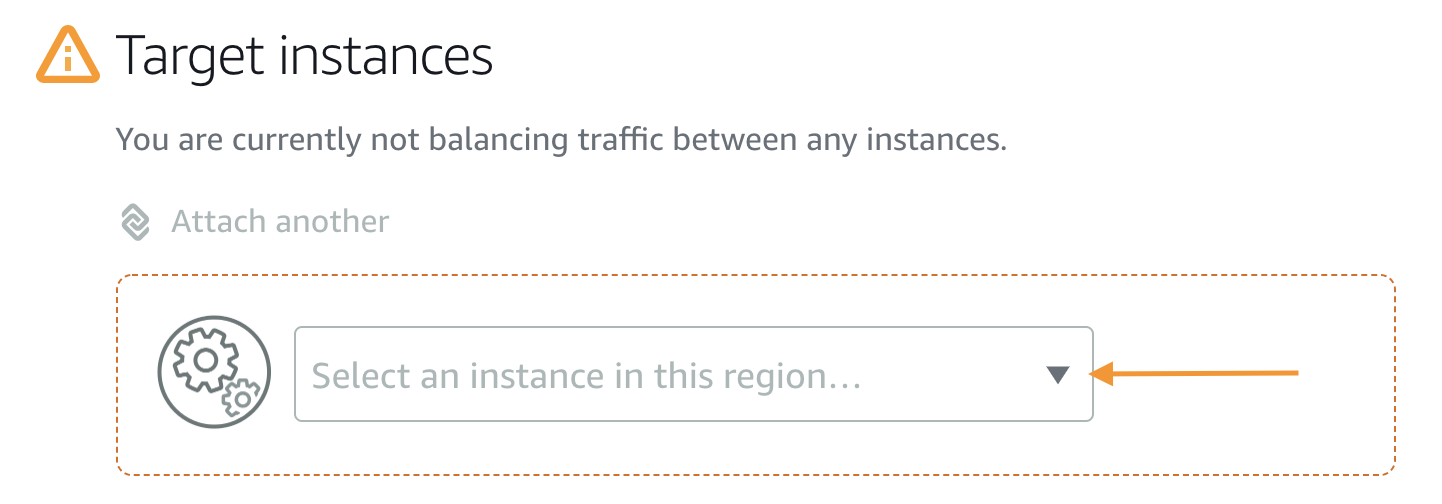 Target instances
You are currently not balancing traffic between any instances.
Attach another
Select an instance in this region...